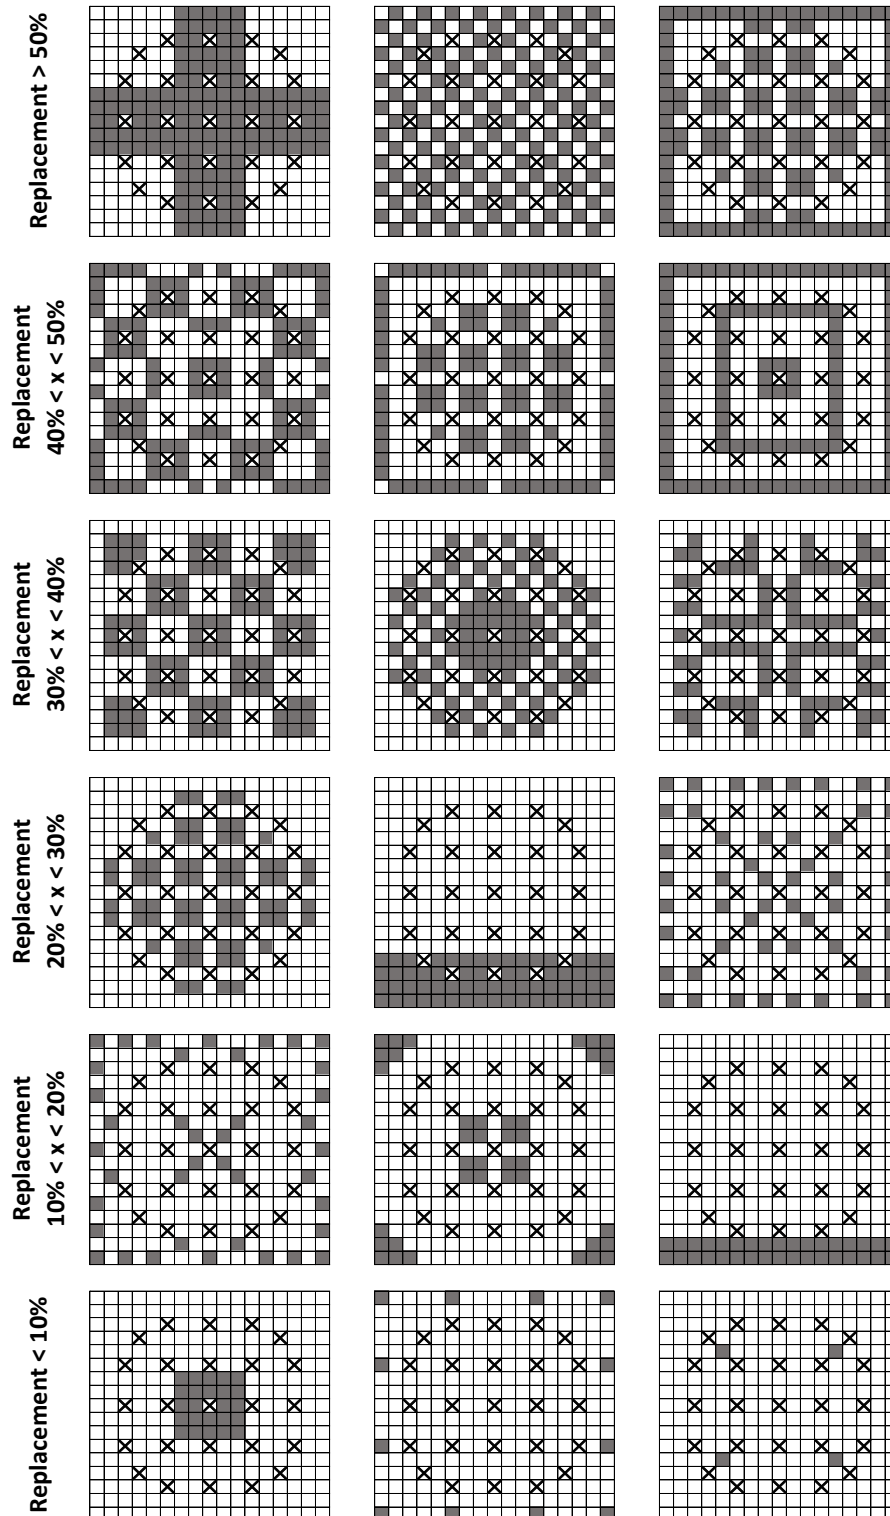 Replacement > 50%
Replacement
40% < x < 50%
Replacement
30% < x < 40%
Replacement
20% < x < 30%
Replacement
10% < x < 20%
Replacement < 10%